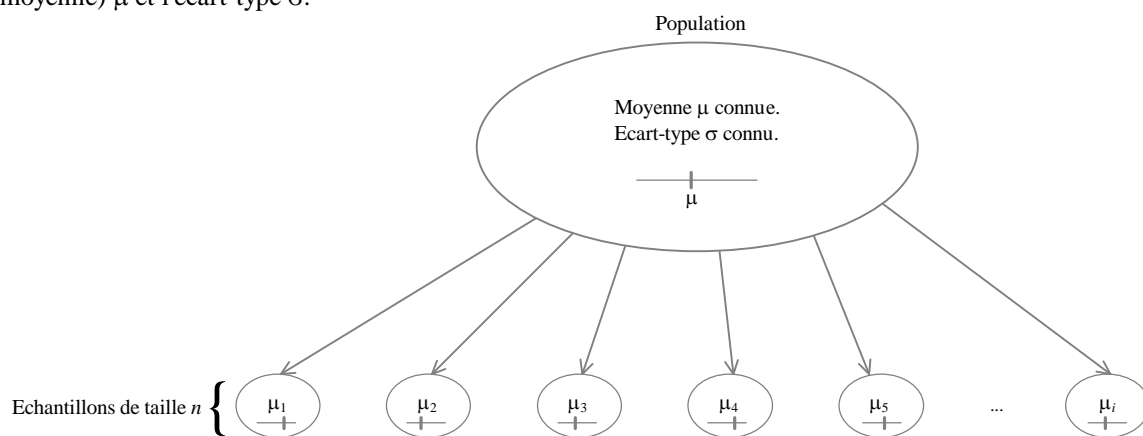 moyenne) μ et l'écart-type σ.
Population
Moyenne μ connue.
Ecart-type σ connu.
μ
Echantillons de taille n { μ1 μ2 μ3 μ4 μ5 ... μi